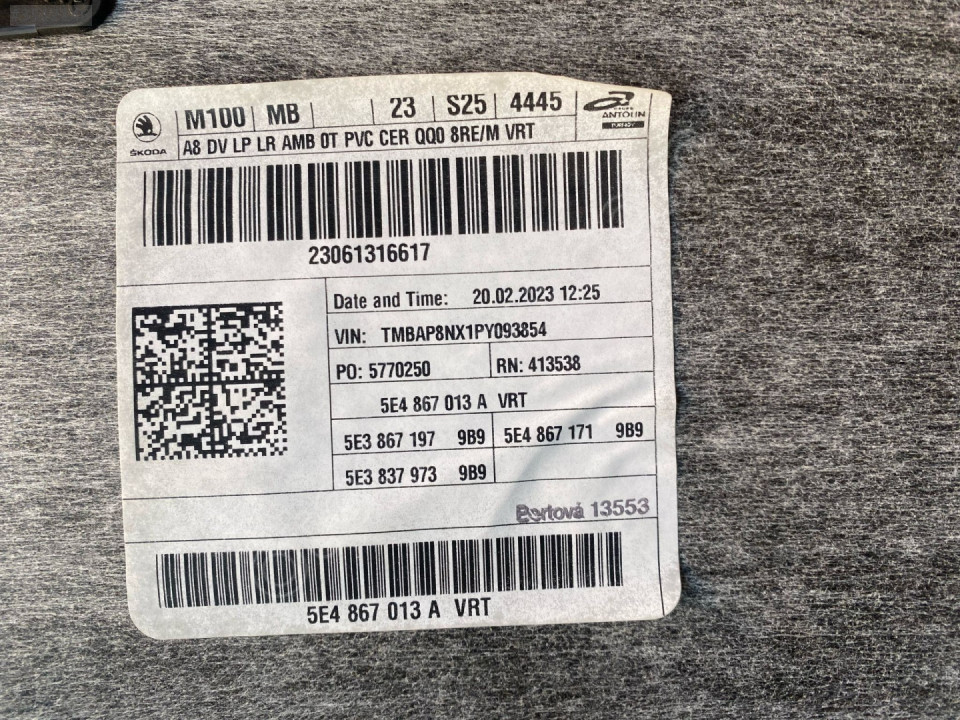 M100 MB 23 S25 4445
ŠKODA
ANTOLIN
A8 DV LP LR AMB 0T PVC CER QQ0 8RE/M VRT
23061316617
Date and Time: 20.02.2023 12:25
VIN: TMBAP8NX1PY093854
PO: 5770250 RN: 413538
5E4 867 013 A VRT
5E3 867 197 9B9 5E4 867 171 9B9
5E3 837 973 9B9
13553
5E4 867 013 A VRT